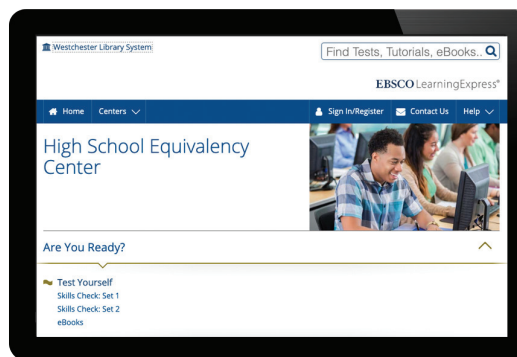 Westchester Library System
Find Tests, Tutorials, eBooks..
EBSCO LearningExpress®
Home Centers Sign In/Register Contact Us Help
High School Equivalency
Center
Are You Ready?
Test Yourself
Skills Check: Set 1
Skills Check: Set 2
eBooks